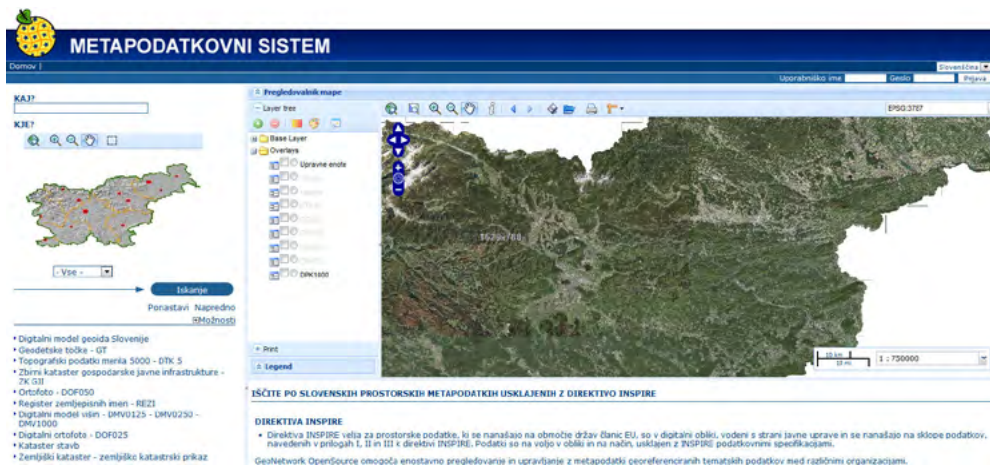 METAPODATKOVNI SISTEM
Domov |
Slovenščina
Uporabniško ime
Geslo
Prijava
KAJ?
KJE?
- Vse -
Iskanje
Ponastavi Napredno
Možnosti
• Digitalni model geoida Slovenije
• Geodetske točke - GT
• Topografski podatki merila 5000 - DTK 5
• Zbirni kataster gospodarske javne infrastrukture - ZK GJI
• Ortofoto - DOF050
• Register zemljepisnih imen - REZI
• Digitalni model višin - DMV0125 - DMV0250 - DMV1000
• Digitalni ortofoto - DOF025
• Kataster stavb
• Zemljiški kataster - zemljiško katastrski prikaz
Pregledovalnik mape
Layer tree
Base Layer
Overlays
Upravne enote
DPK1800
Print
Legend
EPSG:3787
10 km
10 mi
1 : 750000
IŠČITE PO SLOVENSKIH PROSTORSKIH METAPODATKIH USKLAJENIH Z DIREKTIVO INSPIRE
DIREKTIVA INSPIRE
• Direktiva INSPIRE velja za prostorske podatke, ki se nanašajo na območje držav članic EU, so v digitalni obliki, vodeni s strani javne uprave in se nanašajo na sklope podatkov,
navedenih v prilogah I, II in III k direktivi INSPIRE. Podatki so na voljo v obliki in na način, usklajen z INSPIRE podatkovnimi specifikacijami.
GeoNetwork OpenSource omogoča enostavno pregledovanje in upravljanje z metapodatki georeferenciranih tematskih podatkov med različnimi organizacijami.